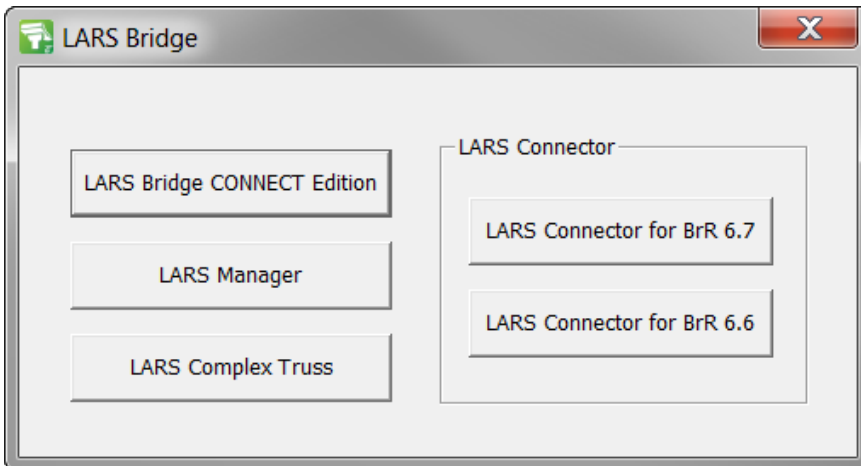 LARS Bridge
LARS Bridge CONNECT Edition
LARS Manager
LARS Complex Truss
LARS Connector
LARS Connector for BrR 6.7
LARS Connector for BrR 6.6